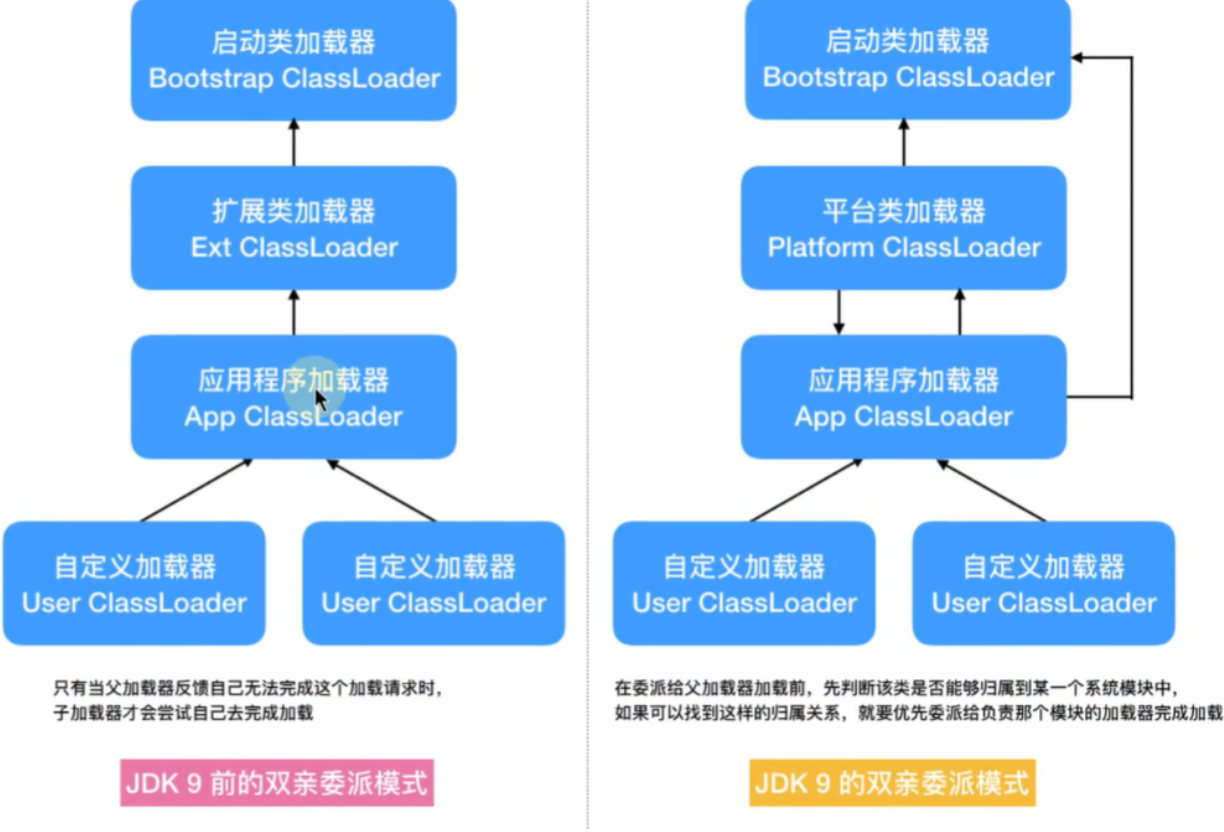 启动类加载器
Bootstrap ClassLoader
扩展类加载器
Ext ClassLoader
应用程序加载器
App ClassLoader
自定义加载器
User ClassLoader
自定义加载器
User ClassLoader
只有当父加载器反馈自己无法完成这个加载请求时，
子加载器才会尝试自己去完成加载
JDK 9 前的双亲委派模式
启动类加载器
Bootstrap ClassLoader
平台类加载器
Platform ClassLoader
应用程序加载器
App ClassLoader
自定义加载器
User ClassLoader
自定义加载器
User ClassLoader
在委派给父加载器加载前，先判断该类是否能够归属到某一个系统模块中，
如果可以找到这样的归属关系，就要优先委派给负责那个模块的加载器完成加载
JDK 9 的双亲委派模式